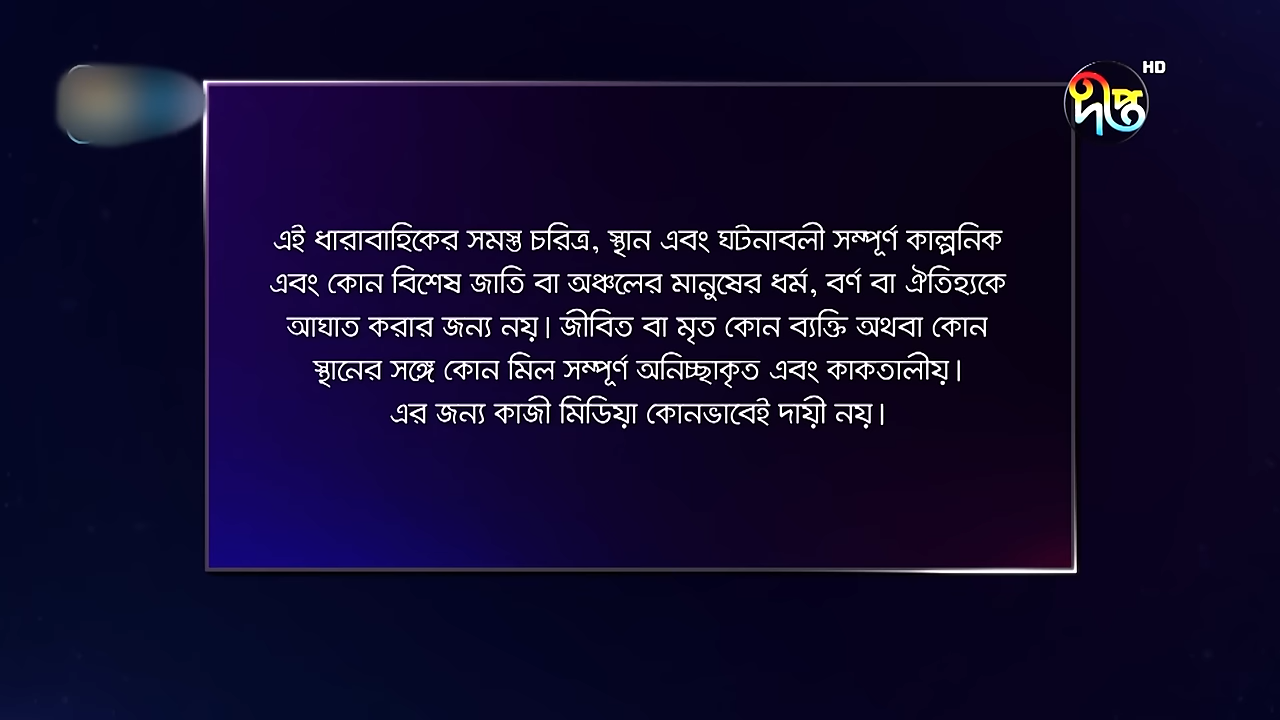 HD
দীপ্ত
এই ধারাবাহিকের সমস্ত চরিত্র, স্থান এবং ঘটনাবলী সম্পূর্ণ কাল্পনিক
এবং কোন বিশেষ জাতি বা অঞ্চলের মানুষের ধর্ম, বর্ণ বা ঐতিহ্যকে
আঘাত করার জন্য নয়। জীবিত বা মৃত কোন ব্যক্তি অথবা কোন
স্থানের সঙ্গে কোন মিল সম্পূর্ণ অনিচ্ছাকৃত এবং কাকতালীয়।
এর জন্য কাজী মিডিয়া কোনভাবেই দায়ী নয়।